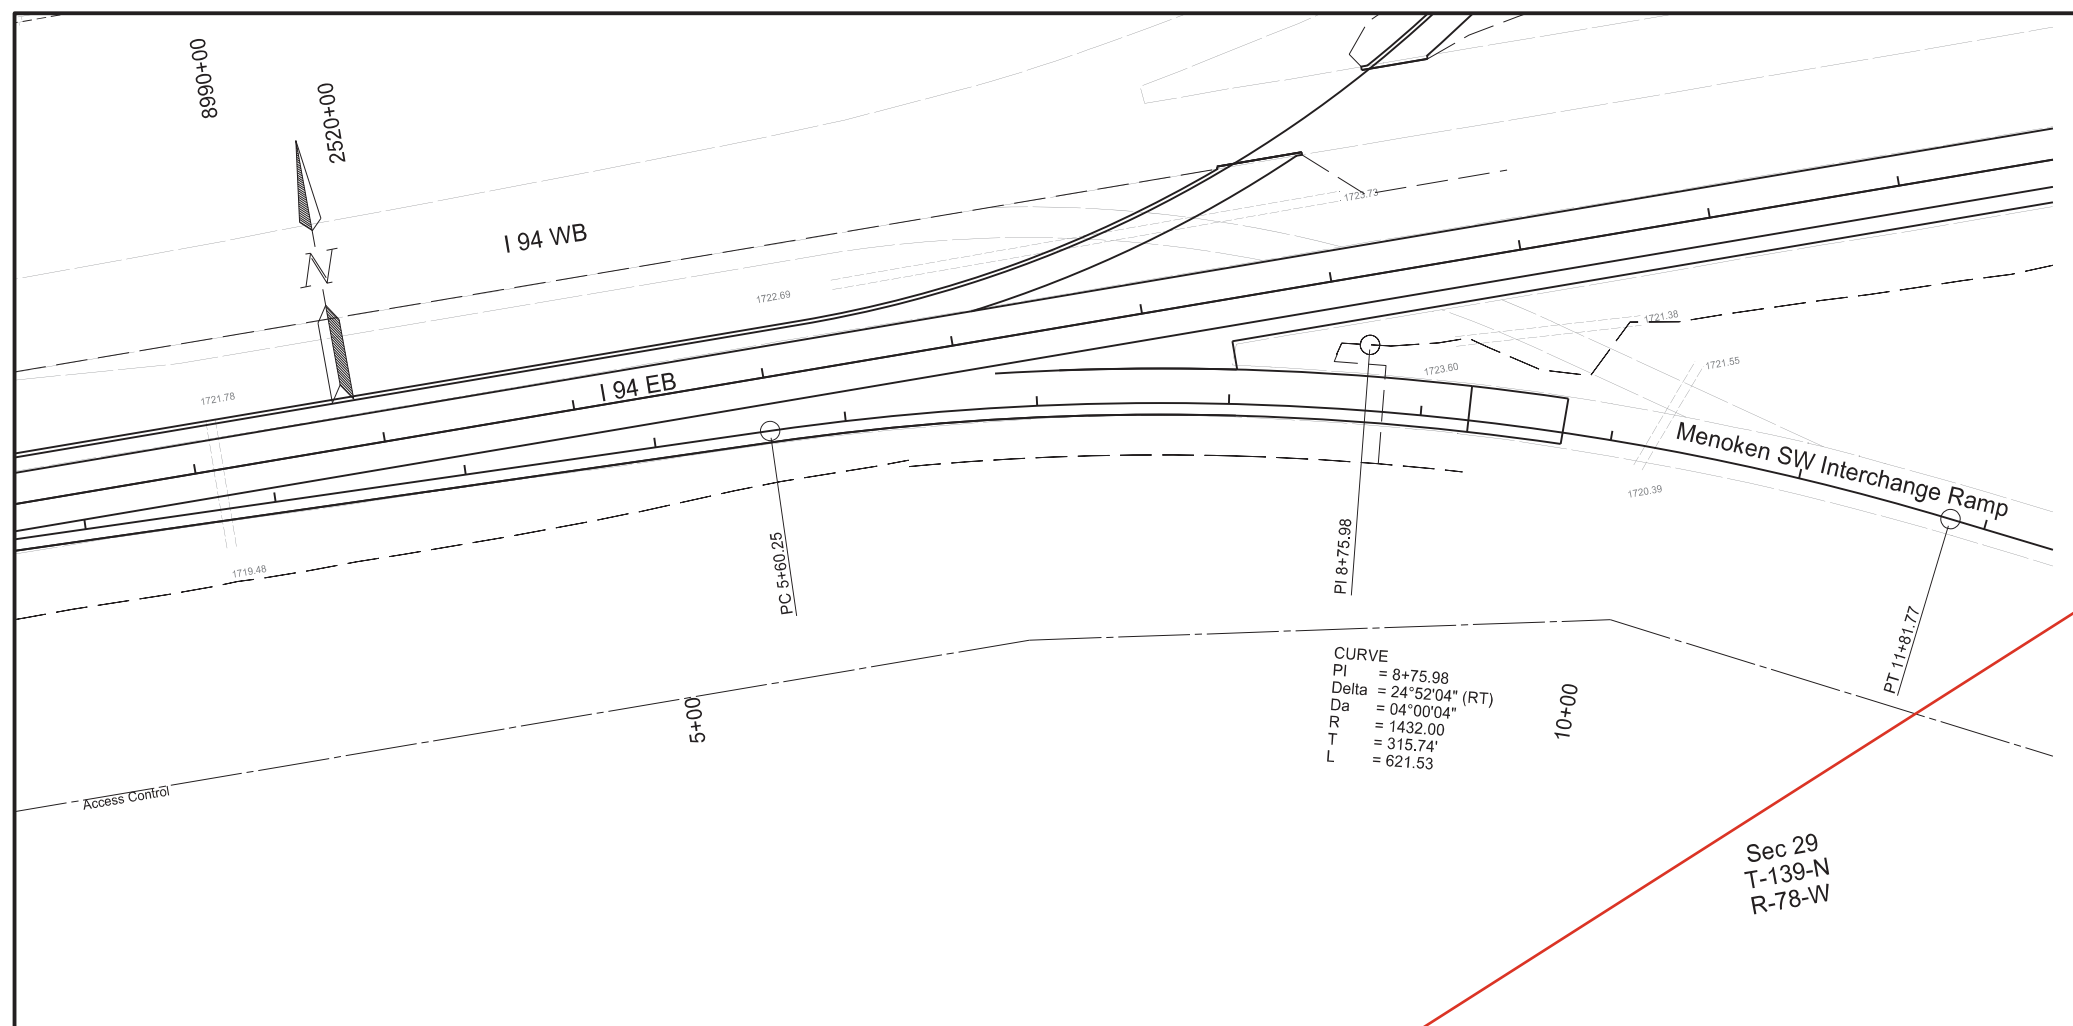 8990+00
2520+00
N
I 94 WB
1723.73
1722.69
1721.38
1721.55
1723.60
I 94 EB
1721.78
Menoken SW Interchange Ramp
1720.39
1719.48
PC 5+60.25
PI 8+75.98
PT 11+81.77
CURVE
PI = 8+75.98
Delta = 24°52'04" (RT)
Da = 04°00'04"
R = 1432.00
T = 315.74'
L = 621.53
5+00
10+00
Access Control
Sec 29
T-139-N
R-78-W